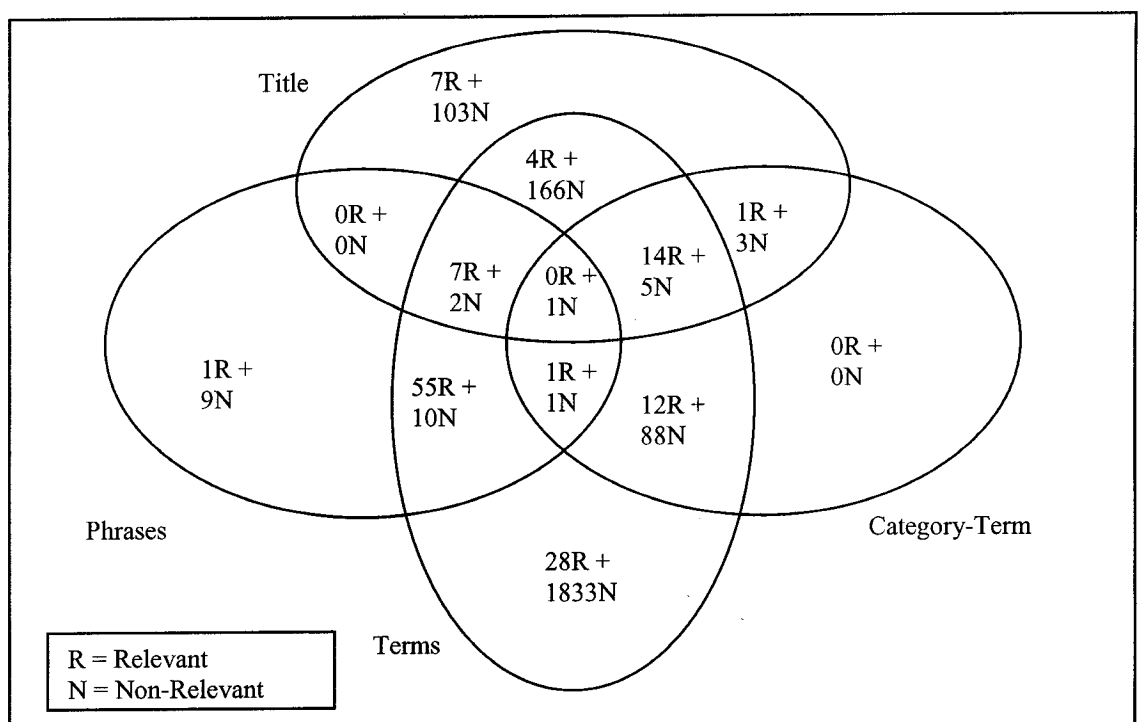 Title
7R +
103N
4R +
166N
0R +
0N
1R +
3N
7R +
2N
0R +
1N
14R +
5N
1R +
9N
55R +
10N
1R +
1N
12R +
88N
0R +
0N
Phrases
Category-Term
28R +
1833N
Terms
R = Relevant
N = Non-Relevant